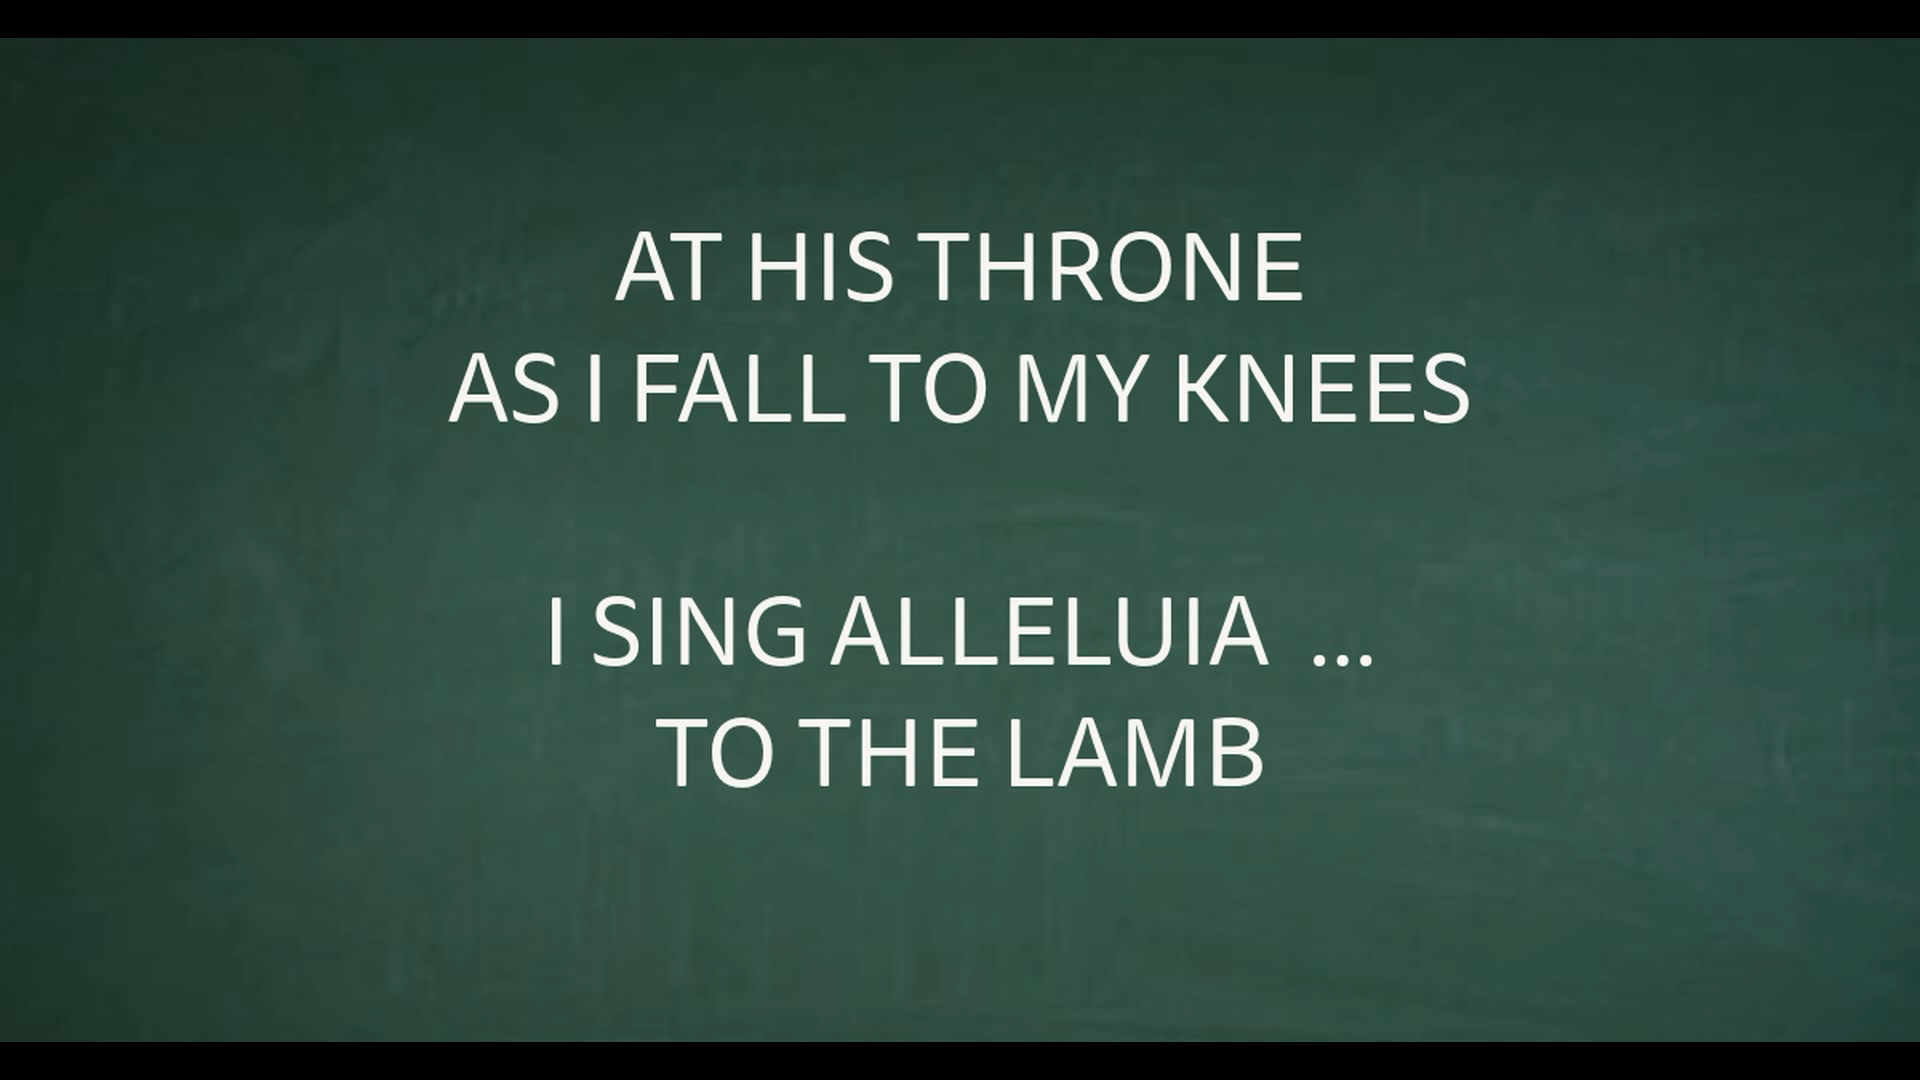 AT HIS THRONE
AS I FALL TO MY KNEES
I SING ALLELUIA  ...
TO THE LAMB